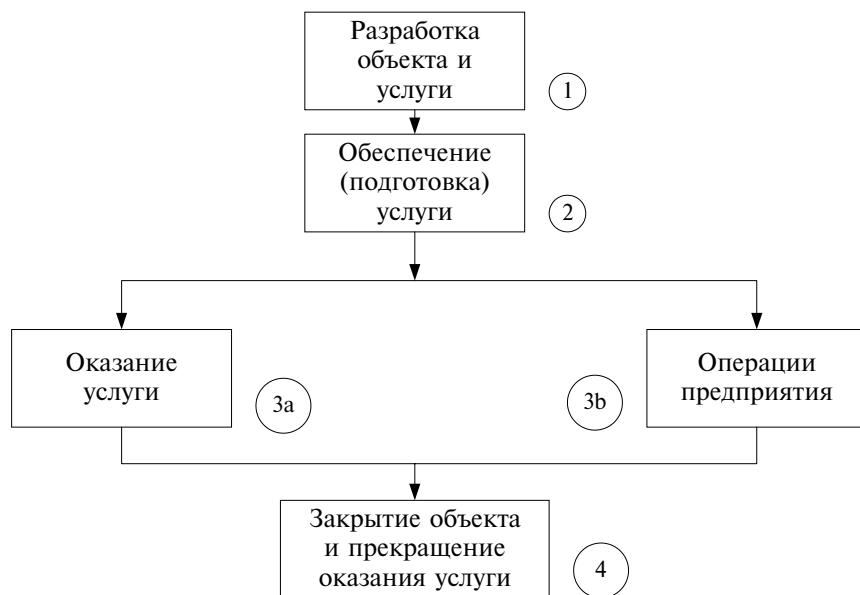 Разработка
объекта и
услуги
1
Обеспечение
(подготовка)
услуги
2
Оказание
услуги
3a
Операции
предприятия
3b
Закрытие объекта
и прекращение
оказания услуги
4